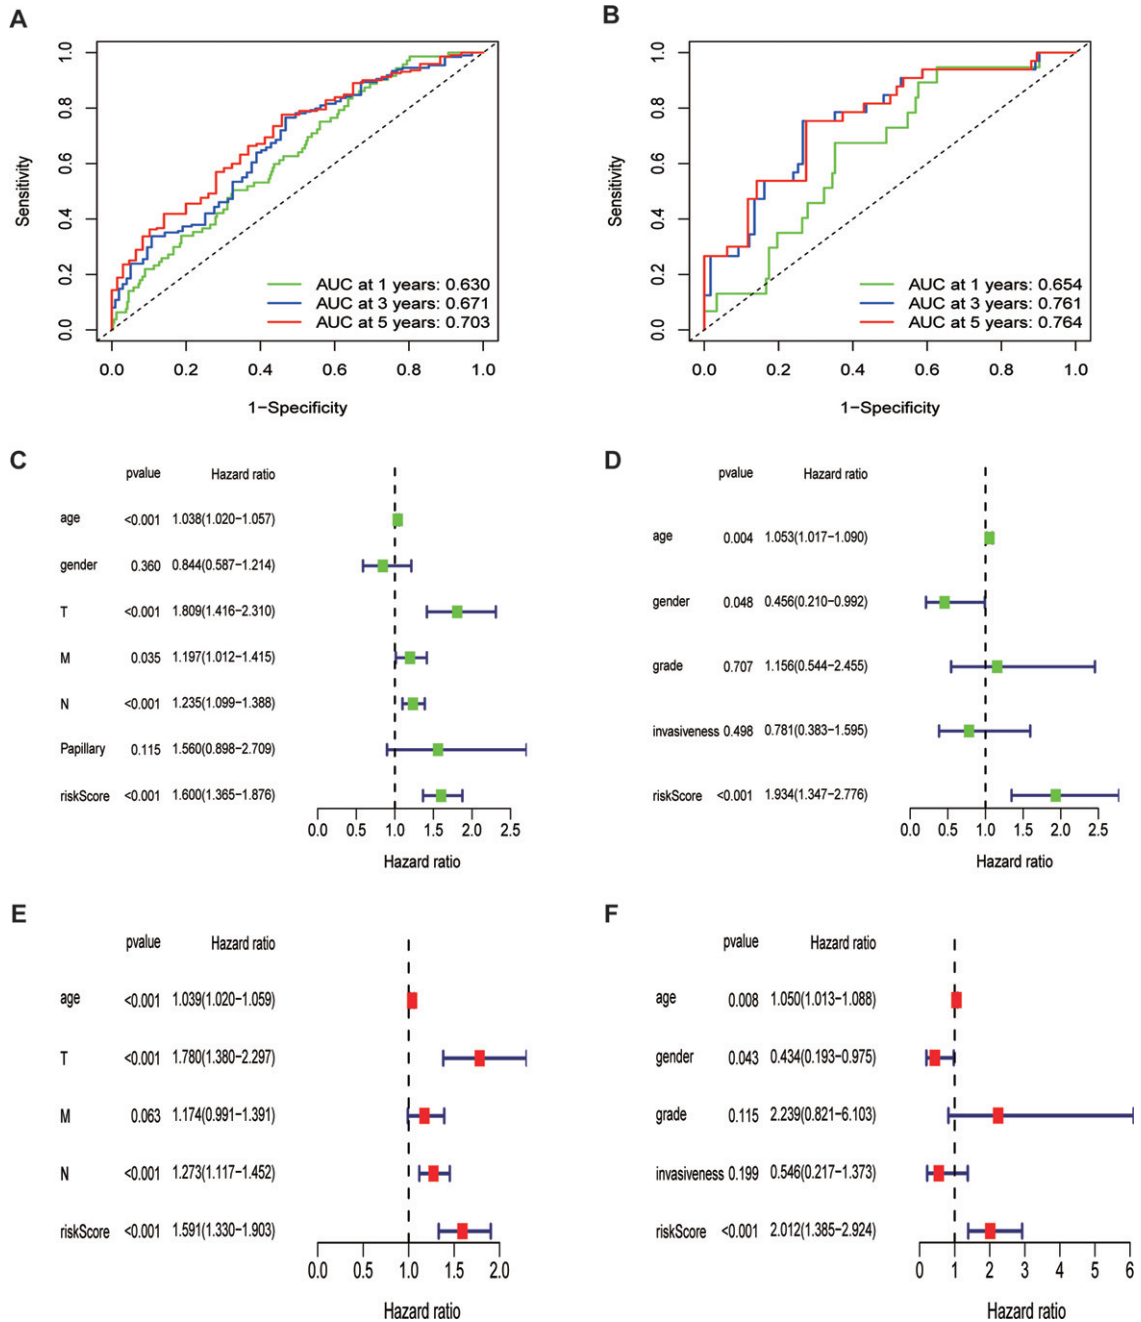 A
Sensitivity
1.0
0.8
0.6
0.4
0.2
0.0
AUC at 1 years: 0.630
AUC at 3 years: 0.671
AUC at 5 years: 0.703
0.0 0.2 0.4 0.6 0.8 1.0
1−Specificity
B
Sensitivity
1.0
0.8
0.6
0.4
0.2
0.0
AUC at 1 years: 0.654
AUC at 3 years: 0.761
AUC at 5 years: 0.764
0.0 0.2 0.4 0.6 0.8 1.0
1−Specificity
C
pvalue Hazard ratio
age <0.001 1.038(1.020−1.057)
gender 0.360 0.844(0.587−1.214)
T <0.001 1.809(1.416−2.310)
M 0.035 1.197(1.012−1.415)
N <0.001 1.235(1.099−1.388)
Papillary 0.115 1.560(0.898−2.709)
riskScore <0.001 1.600(1.365−1.876)
0.0 0.5 1.0 1.5 2.0 2.5
Hazard ratio
D
pvalue Hazard ratio
age 0.004 1.053(1.017−1.090)
gender 0.048 0.456(0.210−0.992)
grade 0.707 1.156(0.544−2.455)
invasiveness 0.498 0.781(0.383−1.595)
riskScore <0.001 1.934(1.347−2.776)
0.0 0.5 1.0 1.5 2.0 2.5
Hazard ratio
E
pvalue Hazard ratio
age <0.001 1.039(1.020−1.059)
T <0.001 1.780(1.380−2.297)
M 0.063 1.174(0.991−1.391)
N <0.001 1.273(1.117−1.452)
riskScore <0.001 1.591(1.330−1.903)
0.0 0.5 1.0 1.5 2.0
Hazard ratio
F
pvalue Hazard ratio
age 0.008 1.050(1.013−1.088)
gender 0.043 0.434(0.193−0.975)
grade 0.115 2.239(0.821−6.103)
invasiveness 0.199 0.546(0.217−1.373)
riskScore <0.001 2.012(1.385−2.924)
0 1 2 3 4 5 6
Hazard ratio